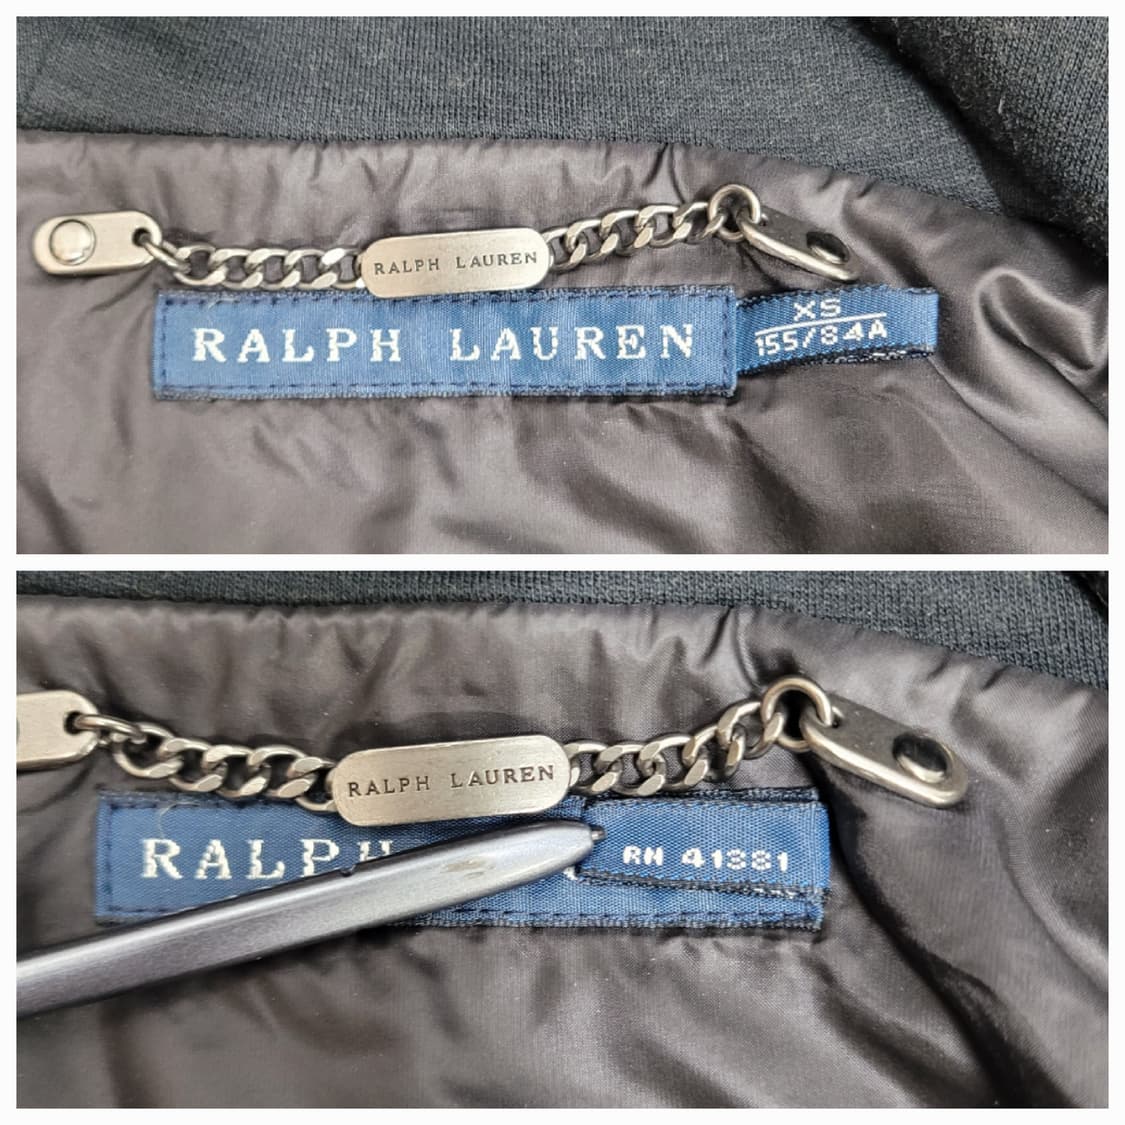 RALPH LAUREN
RALPH LAUREN
XS
155/84A
RALPH LAUREN
RALPH
RN 41381